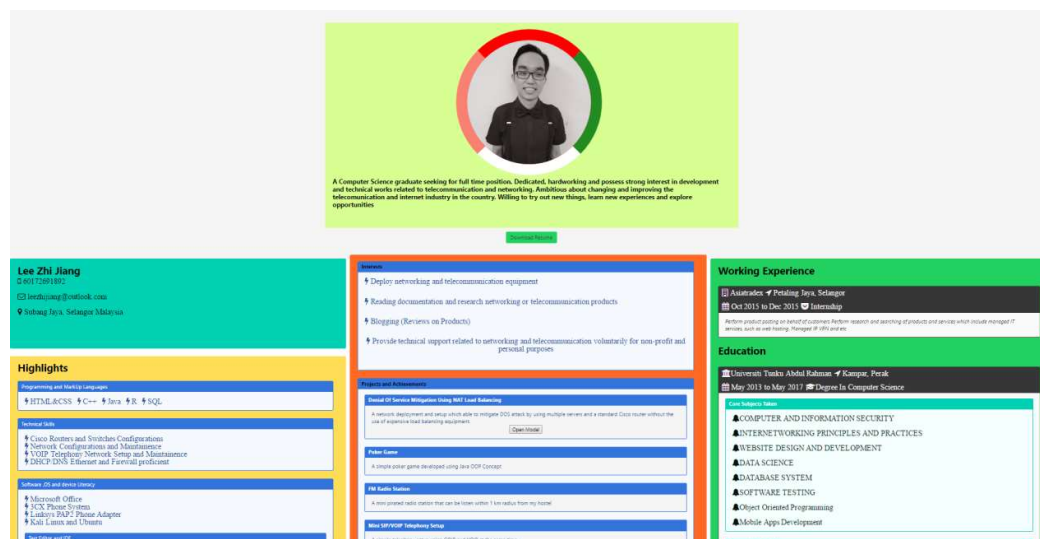 A Computer Science graduate seeking for full time position. Dedicated, hardworking and possess strong interest in development
and technical works related to telecommunication and networking. Ambitious about changing and improving the
telecomunication and internet industry in the country. Willing to try out new things, learn new experiences and explore
opportunities
Download Resume
Lee Zhi Jiang
60172691892
leezhijiang@outlook.com
Subang Jaya, Selangor Malaysia
Highlights
Programming and MarkUp Languages
HTML&CSS C++ Java R SQL
Technical Skills
Cisco Routers and Switches Configurations
Network Configurations and Maintainence
VOIP Telephony Network Setup and Maintainence
DHCP/DNS Ethernet and Firewall proficient
Software ,OS and device Literacy
Microsoft Office
3CX Phone System
Linksys PAP2 Phone Adapter
Kali Linux and Ubuntu
Text Editor and IDE
Interests
Deploy networking and telecommunication equipment
Reading documentation and research networking or telecommunication products
Blogging (Reviews on Products)
Provide technical support related to networking and telecommunication voluntarily for non-profit and
personal purposes
Projects and Achievements
Denial Of Service Mitigation Using NAT Load Balancing
A network deployment and setup which able to mitigate DOS attack by using multiple servers and a standard Cisco router without the
use of expensive load balancing equipment
Open Modal
Poker Game
A simple poker game developed using Java OOP Concept
FM Radio Station
A mini pirated radio station that can be listen within 1 km radius from my hostel
Mini SIP/VOIP Telephony Setup
Working Experience
Asiatradex Petaling Jaya, Selangor
Oct 2015 to Dec 2015 Internship
Perform product posting on behalf of customers Perform research and searching of products and services which include managed IT
services, such as web hosting, Managed IP VPN and etc
Education
Universiti Tunku Abdul Rahman Kampar, Perak
May 2013 to May 2017 Degree In Computer Science
Core Subjects Taken
COMPUTER AND INFORMATION SECURITY
INTERNETWORKING PRINCIPLES AND PRACTICES
WEBSITE DESIGN AND DEVELOPMENT
DATA SCIENCE
DATABASE SYSTEM
SOFTWARE TESTING
Object Oriented Programming
Mobile Apps Development